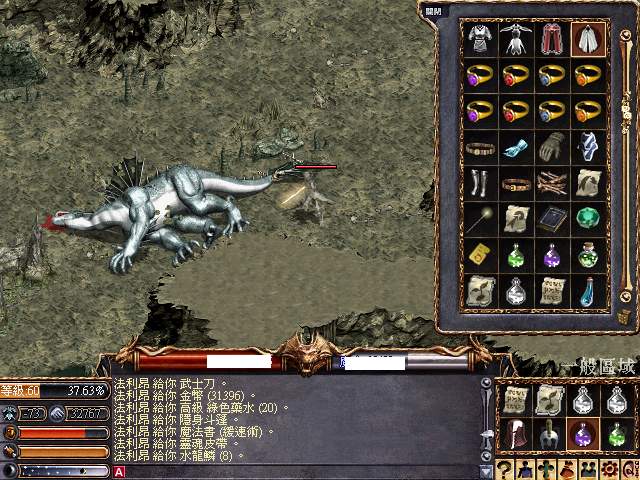 關閉
一般區域
等級 60
37.63%
-73
32767
法利昂 給你 武士刀。
法利昂 給你 金幣 (31396)。
法利昂 給你 高級 綠色藥水 (20)。
法利昂 給你 隱身斗篷。
法利昂 給你 魔法書 (緩速術)。
法利昂 給你 靈魂皮帶。
法利昂 給你 水龍鱗 (8)。
A